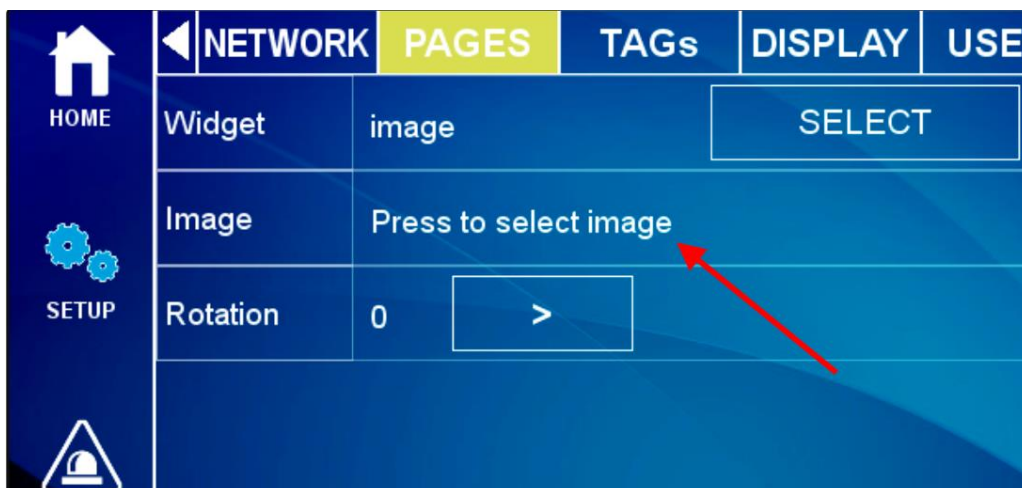 NETWORK PAGES TAGs DISPLAY USE
HOME
Widget image SELECT
Image Press to select image
SETUP
Rotation 0 >